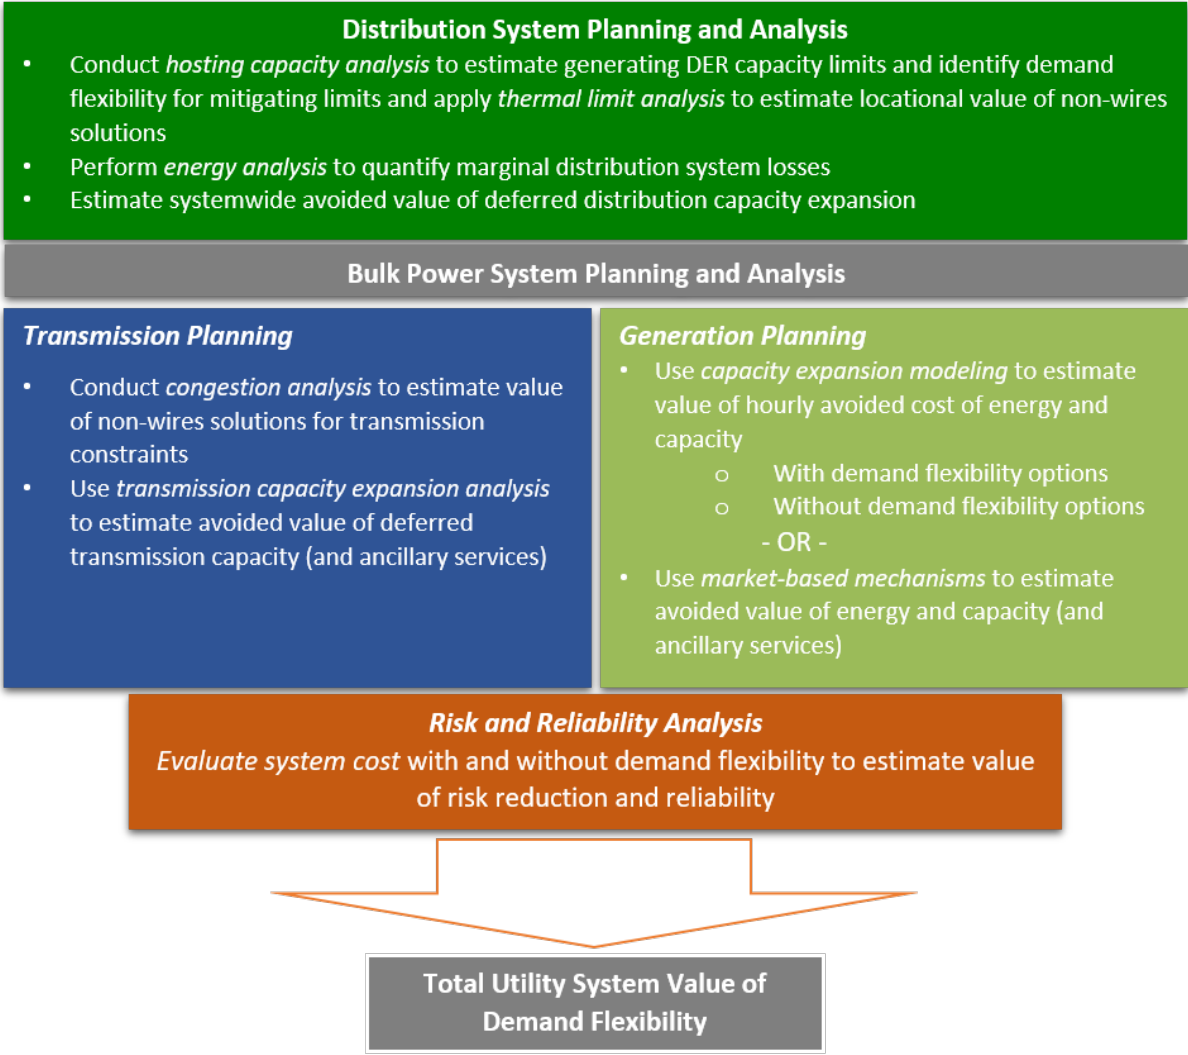 Distribution System Planning and Analysis
• Conduct hosting capacity analysis to estimate generating DER capacity limits and identify demand
flexibility for mitigating limits and apply thermal limit analysis to estimate locational value of non-wires
solutions
• Perform energy analysis to quantify marginal distribution system losses
• Estimate systemwide avoided value of deferred distribution capacity expansion
Bulk Power System Planning and Analysis
Transmission Planning
• Conduct congestion analysis to estimate value
of non-wires solutions for transmission
constraints
• Use transmission capacity expansion analysis
to estimate avoided value of deferred
transmission capacity (and ancillary services)
Generation Planning
• Use capacity expansion modeling to estimate
value of hourly avoided cost of energy and
capacity
o With demand flexibility options
o Without demand flexibility options
- OR -
• Use market-based mechanisms to estimate
avoided value of energy and capacity (and
ancillary services)
Risk and Reliability Analysis
Evaluate system cost with and without demand flexibility to estimate value
of risk reduction and reliability
Total Utility System Value of
Demand Flexibility